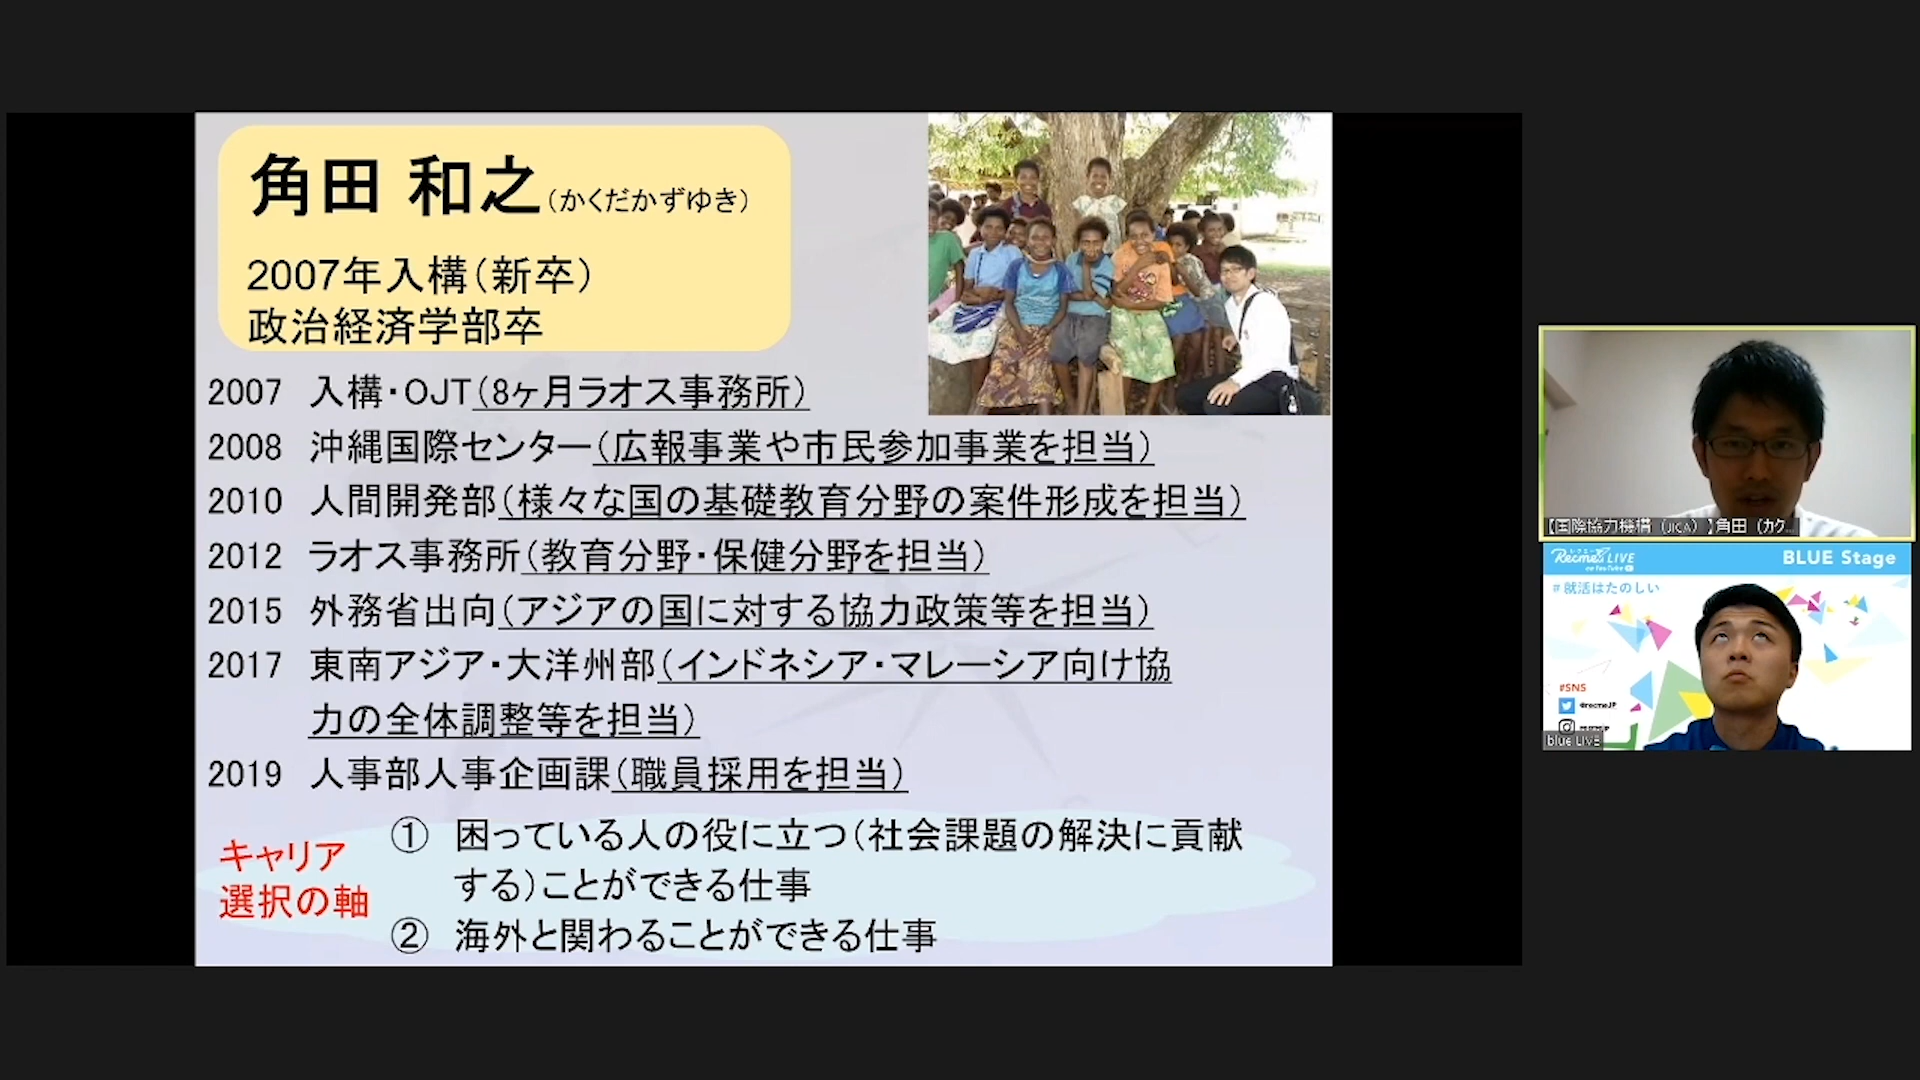 角田 和之（かくだかずゆき）
2007年入構（新卒）
政治経済学部卒
2007 入構・OJT（8ヶ月ラオス事務所）
2008 沖縄国際センター（広報事業や市民参加事業を担当）
2010 人間開発部（様々な国の基礎教育分野の案件形成を担当）
2012 ラオス事務所（教育分野・保健分野を担当）
2015 外務省出向（アジアの国に対する協力政策等を担当）
2017 東南アジア・大洋州部（インドネシア・マレーシア向け協
力の全体調整等を担当）
2019 人事部人事企画課（職員採用を担当）
キャリア
選択の軸
① 困っている人の役に立つ（社会課題の解決に貢献
する）ことができる仕事
② 海外と関わることができる仕事
【国際協力機構（JICA）】角田（カク...
Recme LIVE
on YouTube
BLUE Stage
#就活はたのしい
#SNS
@recmeJP
blue LIVE